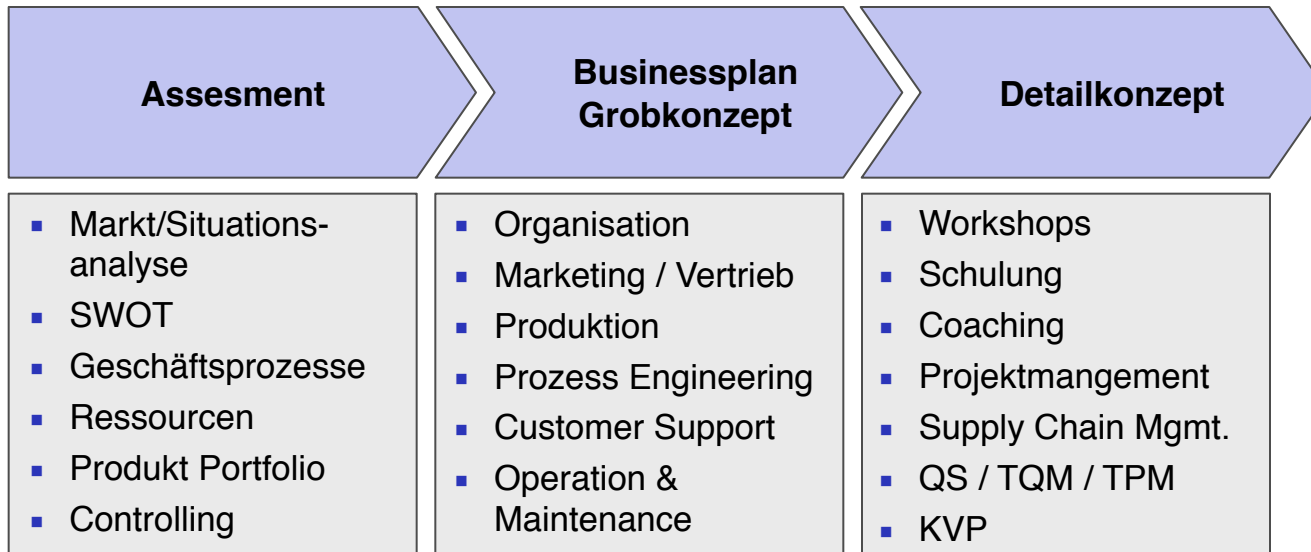 Assesment
Businessplan
Grobkonzept
Detailkonzept
Markt/Situations-
analyse
SWOT
Geschäftsprozesse
Ressourcen
Produkt Portfolio
Controlling
Organisation
Marketing / Vertrieb
Produktion
Prozess Engineering
Customer Support
Operation &
Maintenance
Workshops
Schulung
Coaching
Projektmangement
Supply Chain Mgmt.
QS / TQM / TPM
KVP